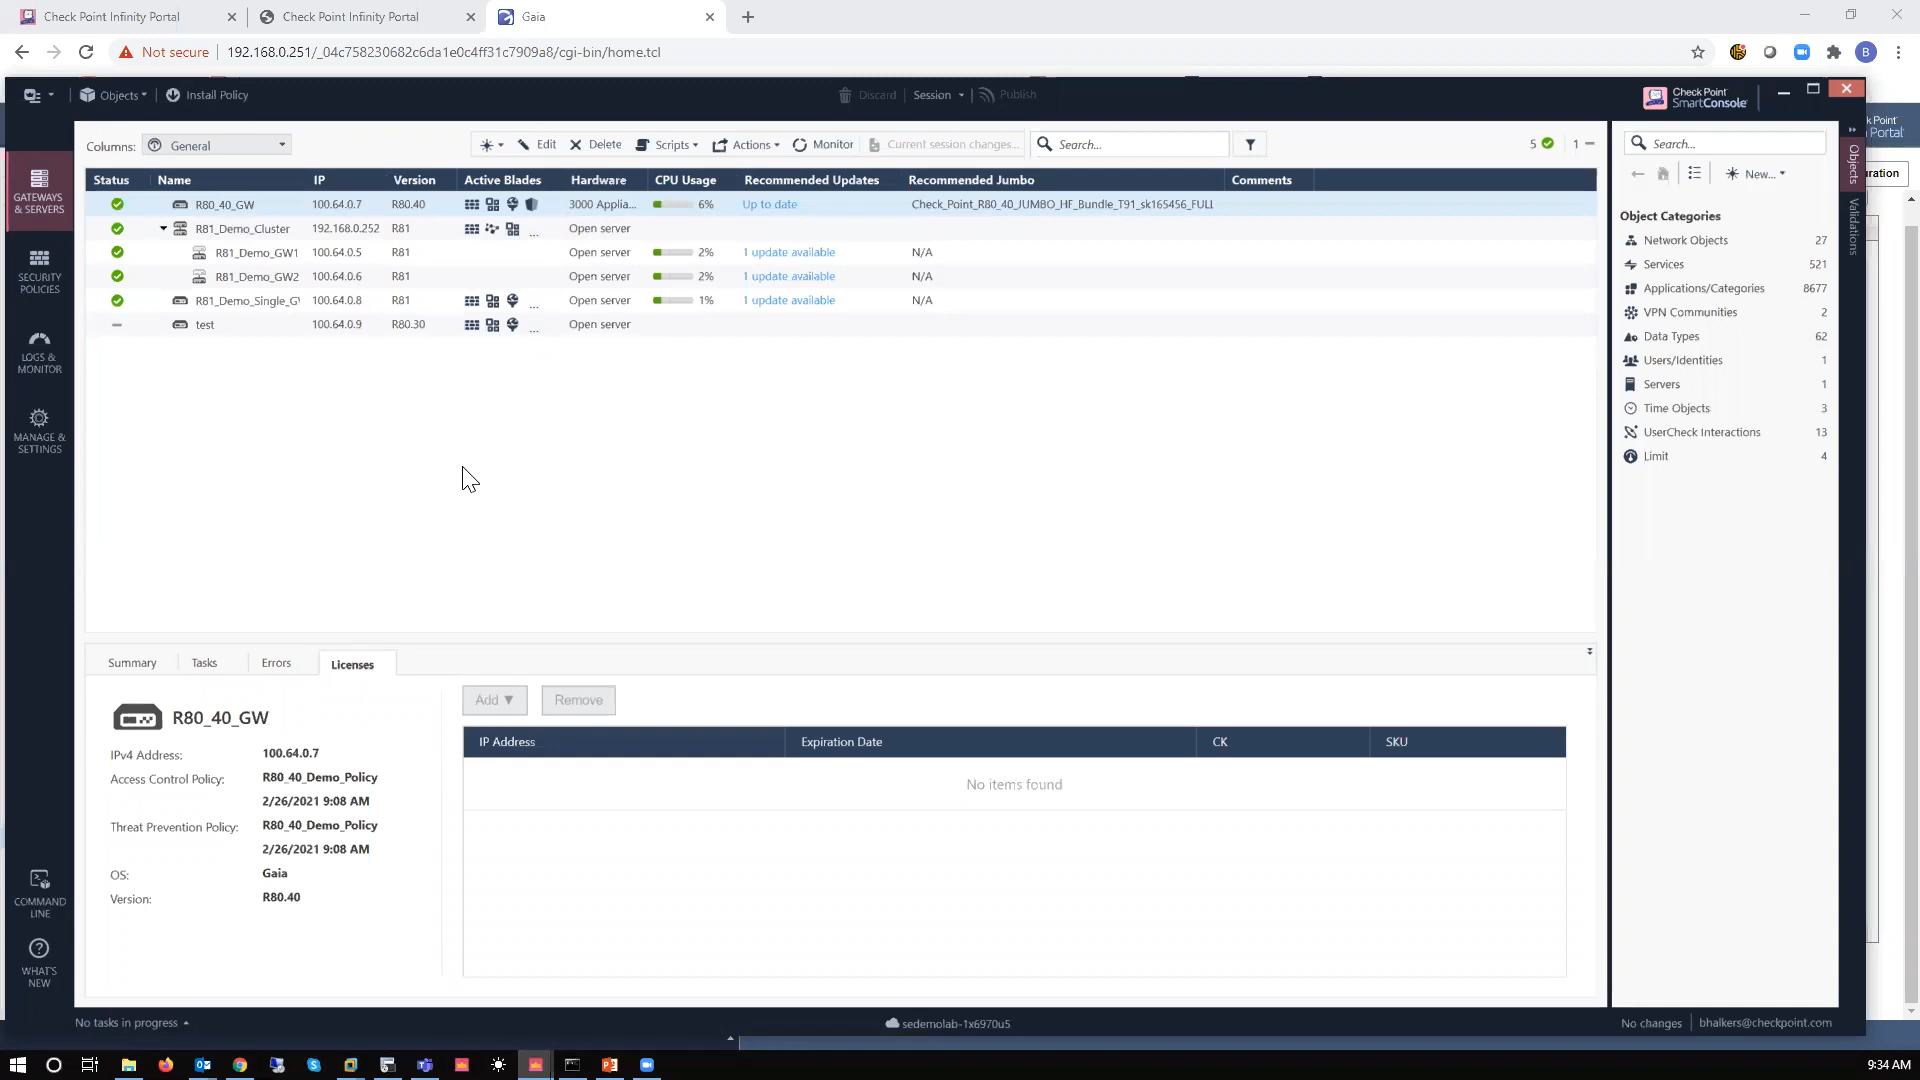 Check Point Infinity Portal
Check Point Infinity Portal
Gaia
Not secure
192.168.0.251/_04c758230682c6da1e0c4ff31c7909a8/cgi-bin/home.tcl
B
Objects
Install Policy
Discard
Session
Publish
Check Point
SmartConsole
k Point
Portal
uration
Columns:
General
Edit
Delete
Scripts
Actions
Monitor
Current session changes...
Search...
5
1
Status Name IP Version Active Blades Hardware CPU Usage Recommended Updates Recommended Jumbo Comments
R80_40_GW 100.64.0.7 R80.40 3000 Applia... 6% Up to date Check_Point_R80_40_JUMBO_HF_Bundle_T91_sk165456_FULL
R81_Demo_Cluster 192.168.0.252 R81 ... Open server
R81_Demo_GW1 100.64.0.5 R81 Open server 2% 1 update available N/A
R81_Demo_GW2 100.64.0.6 R81 Open server 2% 1 update available N/A
R81_Demo_Single_G 100.64.0.8 R81 ... Open server 1% 1 update available N/A
test 100.64.0.9 R80.30 ... Open server
GATEWAYS
& SERVERS
SECURITY
POLICIES
LOGS &
MONITOR
MANAGE &
SETTINGS
COMMAND
LINE
WHAT'S
NEW
Summary
Tasks
Errors
Licenses
R80_40_GW
IPv4 Address: 100.64.0.7
Access Control Policy: R80_40_Demo_Policy
2/26/2021 9:08 AM
Threat Prevention Policy: R80_40_Demo_Policy
2/26/2021 9:08 AM
OS: Gaia
Version: R80.40
Add
Remove
IP Address Expiration Date CK SKU
No items found
Search...
New...
Object Categories
Network Objects 27
Services 521
Applications/Categories 8677
VPN Communities 2
Data Types 62
Users/Identities 1
Servers 1
Time Objects 3
UserCheck Interactions 13
Limit 4
Objects
Validations
No tasks in progress
sedemolab-1x6970u5
No changes
bhalkers@checkpoint.com
9:34 AM